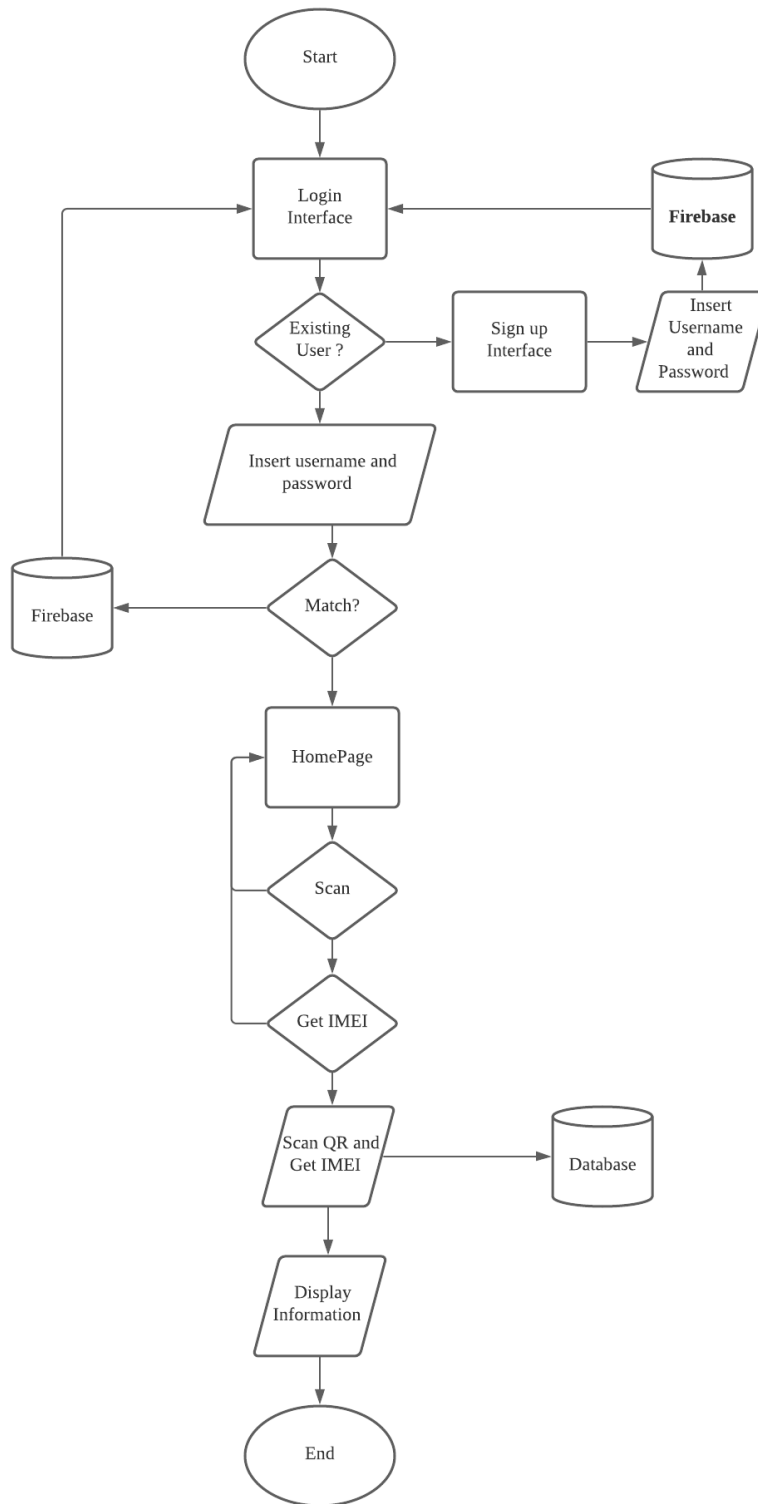 Start
Login
Interface
Firebase
Existing
User ?
Sign up
Interface
Insert
Username
and
Password
Insert username and
password
Match?
Firebase
HomePage
Scan
Get IMEI
Scan QR and
Get IMEI
Database
Display
Information
End